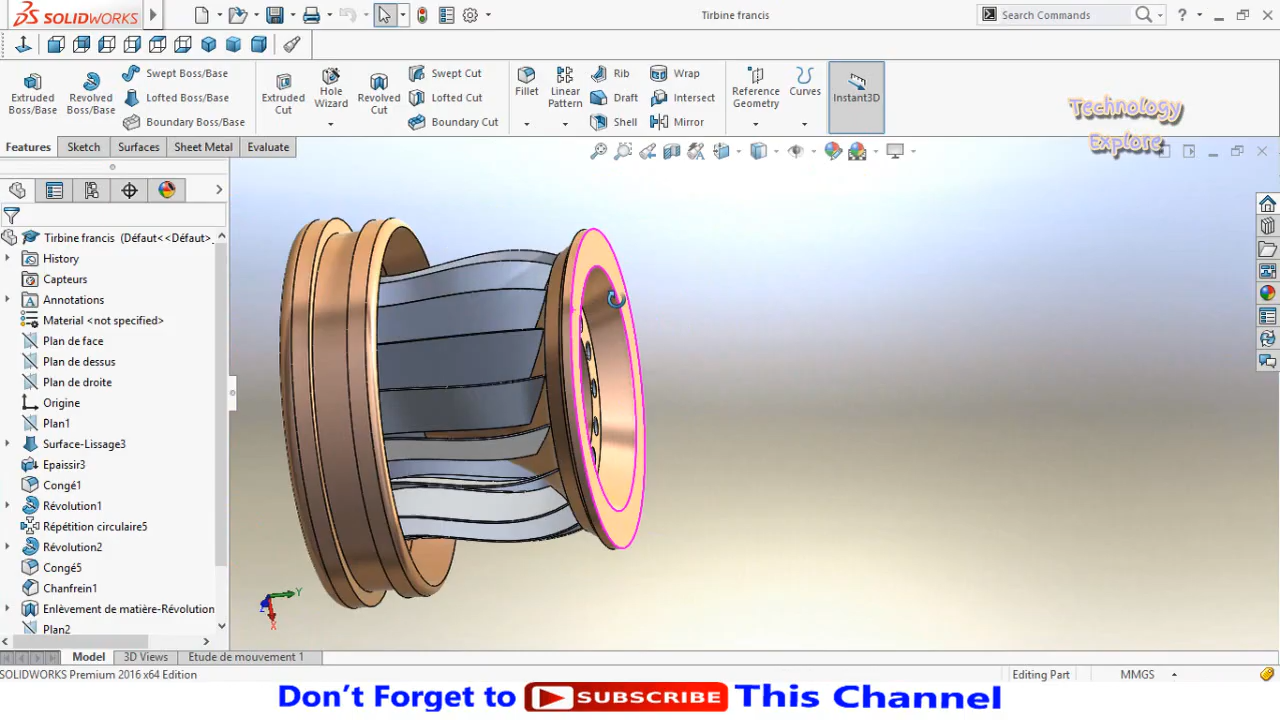 SOLIDWORKS
Tirbine francis
Search Commands
?
Extruded Boss/Base
Revolved Boss/Base
Swept Boss/Base
Lofted Boss/Base
Boundary Boss/Base
Extruded Cut
Hole Wizard
Revolved Cut
Swept Cut
Lofted Cut
Boundary Cut
Fillet
Linear Pattern
Rib
Draft
Shell
Wrap
Intersect
Mirror
Reference Geometry
Curves
Instant3D
Technology
Explore
Features
Sketch
Surfaces
Sheet Metal
Evaluate
Tirbine francis (Défaut<<Défaut>_
History
Capteurs
Annotations
Material <not specified>
Plan de face
Plan de dessus
Plan de droite
Origine
Plan1
Surface-Lissage3
Epaissir3
Congé1
Révolution1
Répétition circulaire5
Révolution2
Congé5
Chanfrein1
Enlèvement de matière-Révolution
Plan2
Y
X
Z
Model
3D Views
Etude de mouvement 1
SOLIDWORKS Premium 2016 x64 Edition
Editing Part
MMGS
Don't Forget to SUBSCRIBE This Channel